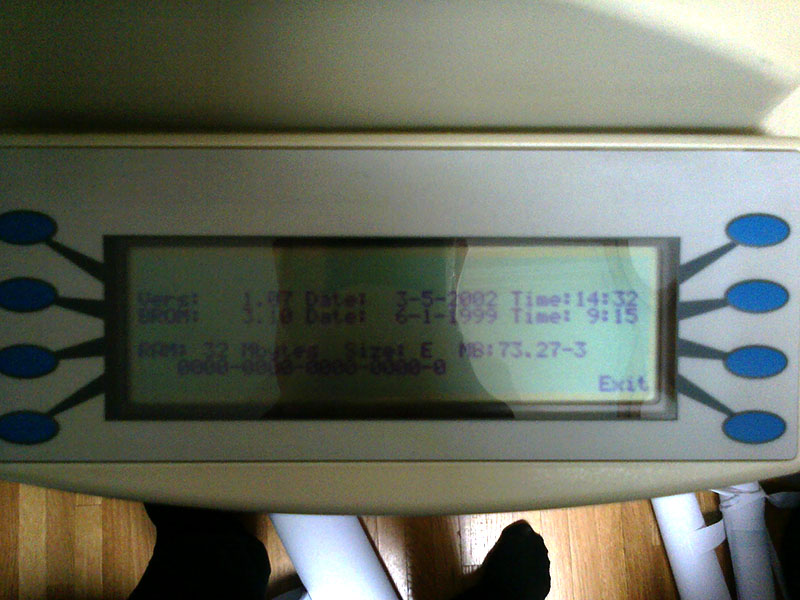 Vers: 1.07 Date: 3-5-2002 Time:14:32
BROM: 3.10 Date: 6-1-1999 Time: 9:15
RAM: 32 Mbytes Size: E MB:73.27-3
0000-0000-0000-0000-0
Exit